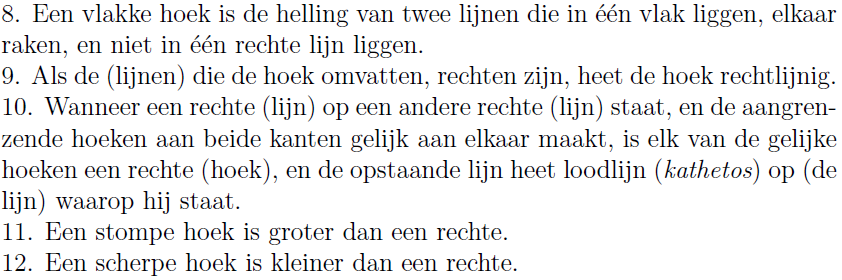 8. Een vlakke hoek is de helling van twee lijnen die in één vlak liggen, elkaar
raken, en niet in één rechte lijn liggen.
9. Als de (lijnen) die de hoek omvatten, rechten zijn, heet de hoek rechtlijnig.
10. Wanneer een rechte (lijn) op een andere rechte (lijn) staat, en de aangren-
zende hoeken aan beide kanten gelijk aan elkaar maakt, is elk van de gelijke
hoeken een rechte (hoek), en de opstaande lijn heet loodlijn (kathetos) op (de
lijn) waarop hij staat.
11. Een stompe hoek is groter dan een rechte.
12. Een scherpe hoek is kleiner dan een rechte.